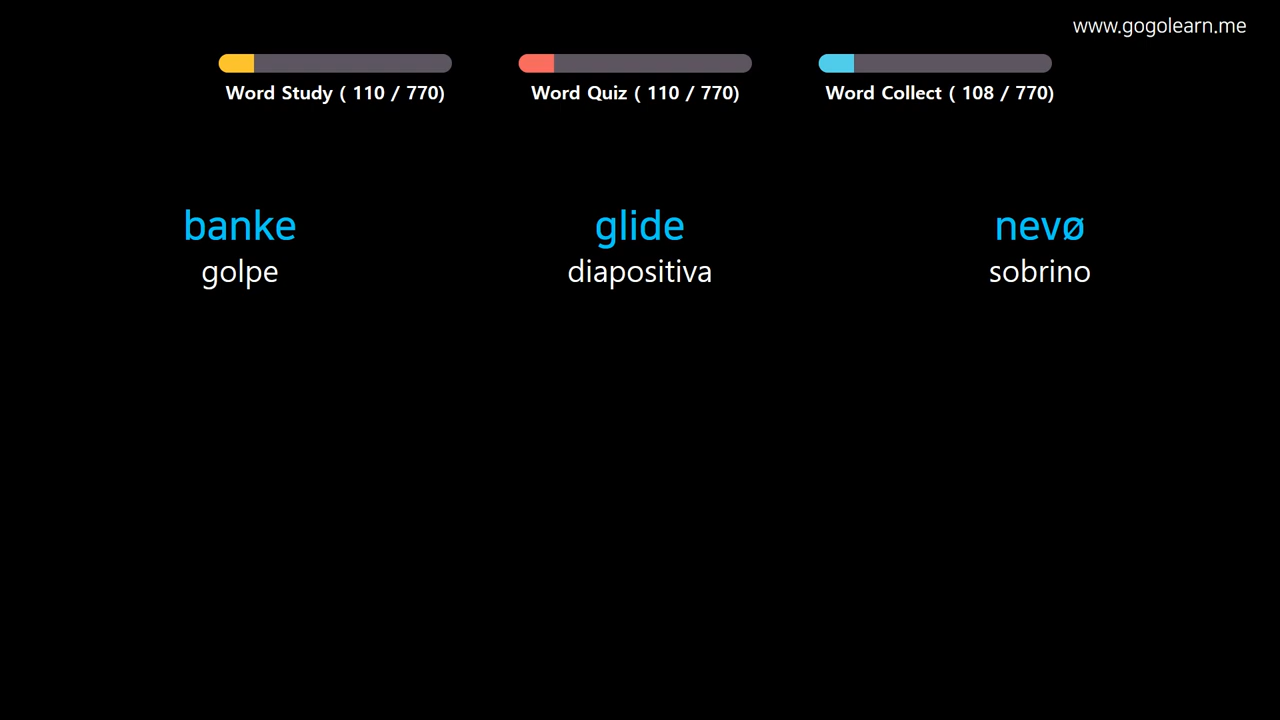 www.gogolearn.me
Word Study ( 110 / 770)
Word Quiz ( 110 / 770)
Word Collect ( 108 / 770)
banke
glide
nevø
golpe
diapositiva
sobrino